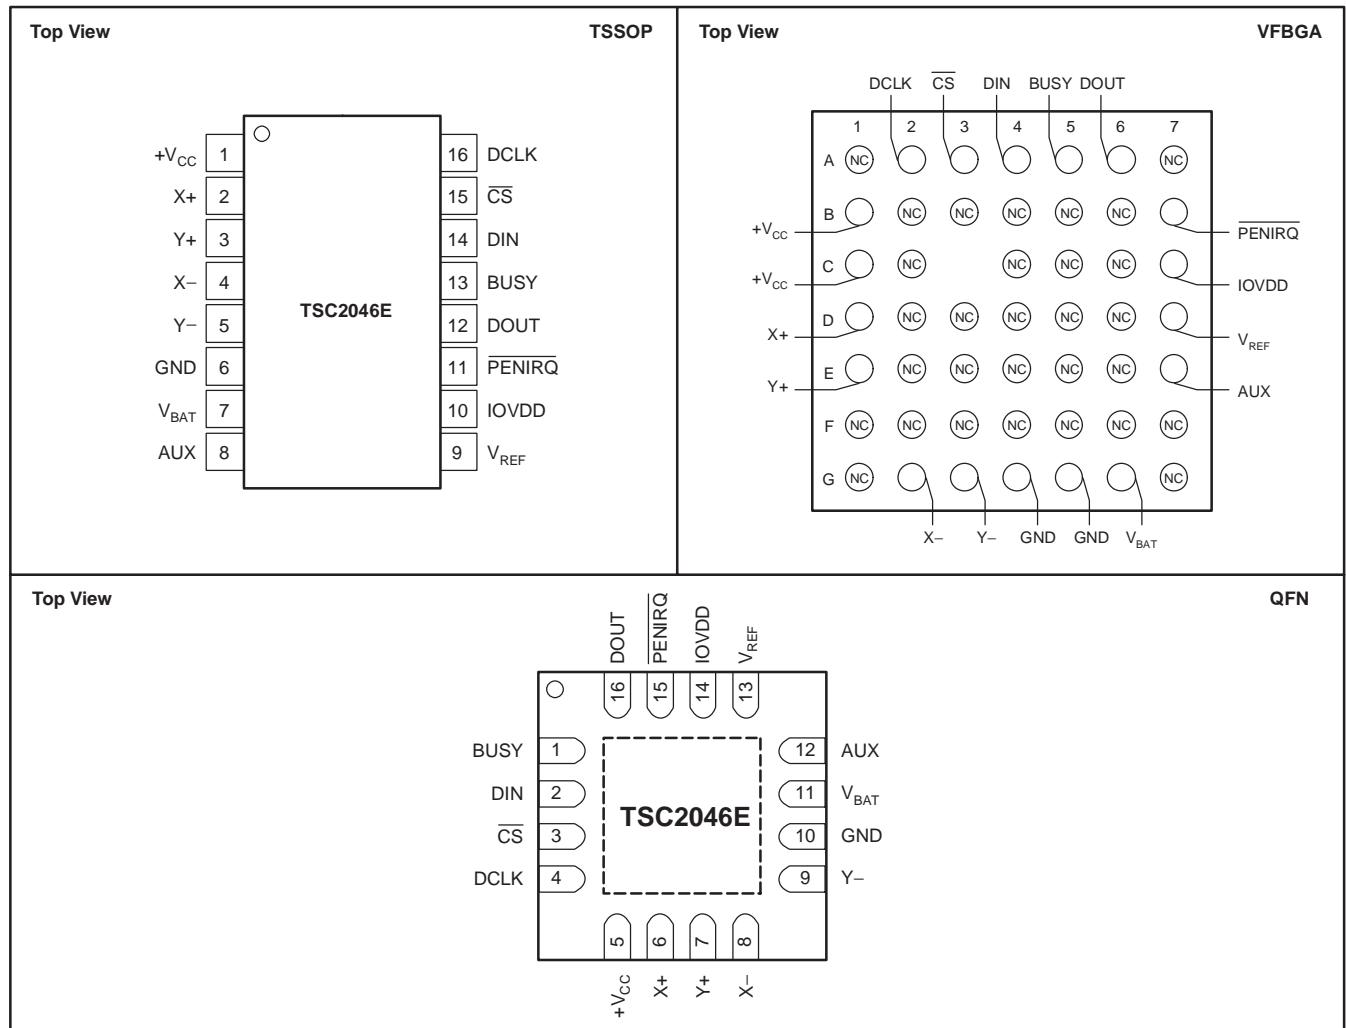 Top View TSSOP
+VCC 1 16 DCLK
X+ 2 15 CS
Y+ 3 14 DIN
X− 4 13 BUSY
TSC2046E
Y− 5 12 DOUT
GND 6 11 PENIRQ
VBAT 7 10 IOVDD
AUX 8 9 VREF
Top View VFBGA
DCLK CS DIN BUSY DOUT
1 2 3 4 5 6 7
A NC NC
B NC NC NC NC NC
+VCC PENIRQ
C NC NC NC NC
+VCC IOVDD
D NC NC NC NC NC
X+ VREF
E NC NC NC NC NC
Y+ AUX
F NC NC NC NC NC NC NC
G NC NC
X− Y− GND GND VBAT
Top View QFN
DOUT PENIRQ IOVDD VREF
16 15 14 13
BUSY 1 12 AUX
DIN 2 11 VBAT
TSC2046E
CS 3 10 GND
DCLK 4 9 Y−
5 6 7 8
+VCC X+ Y+ X−